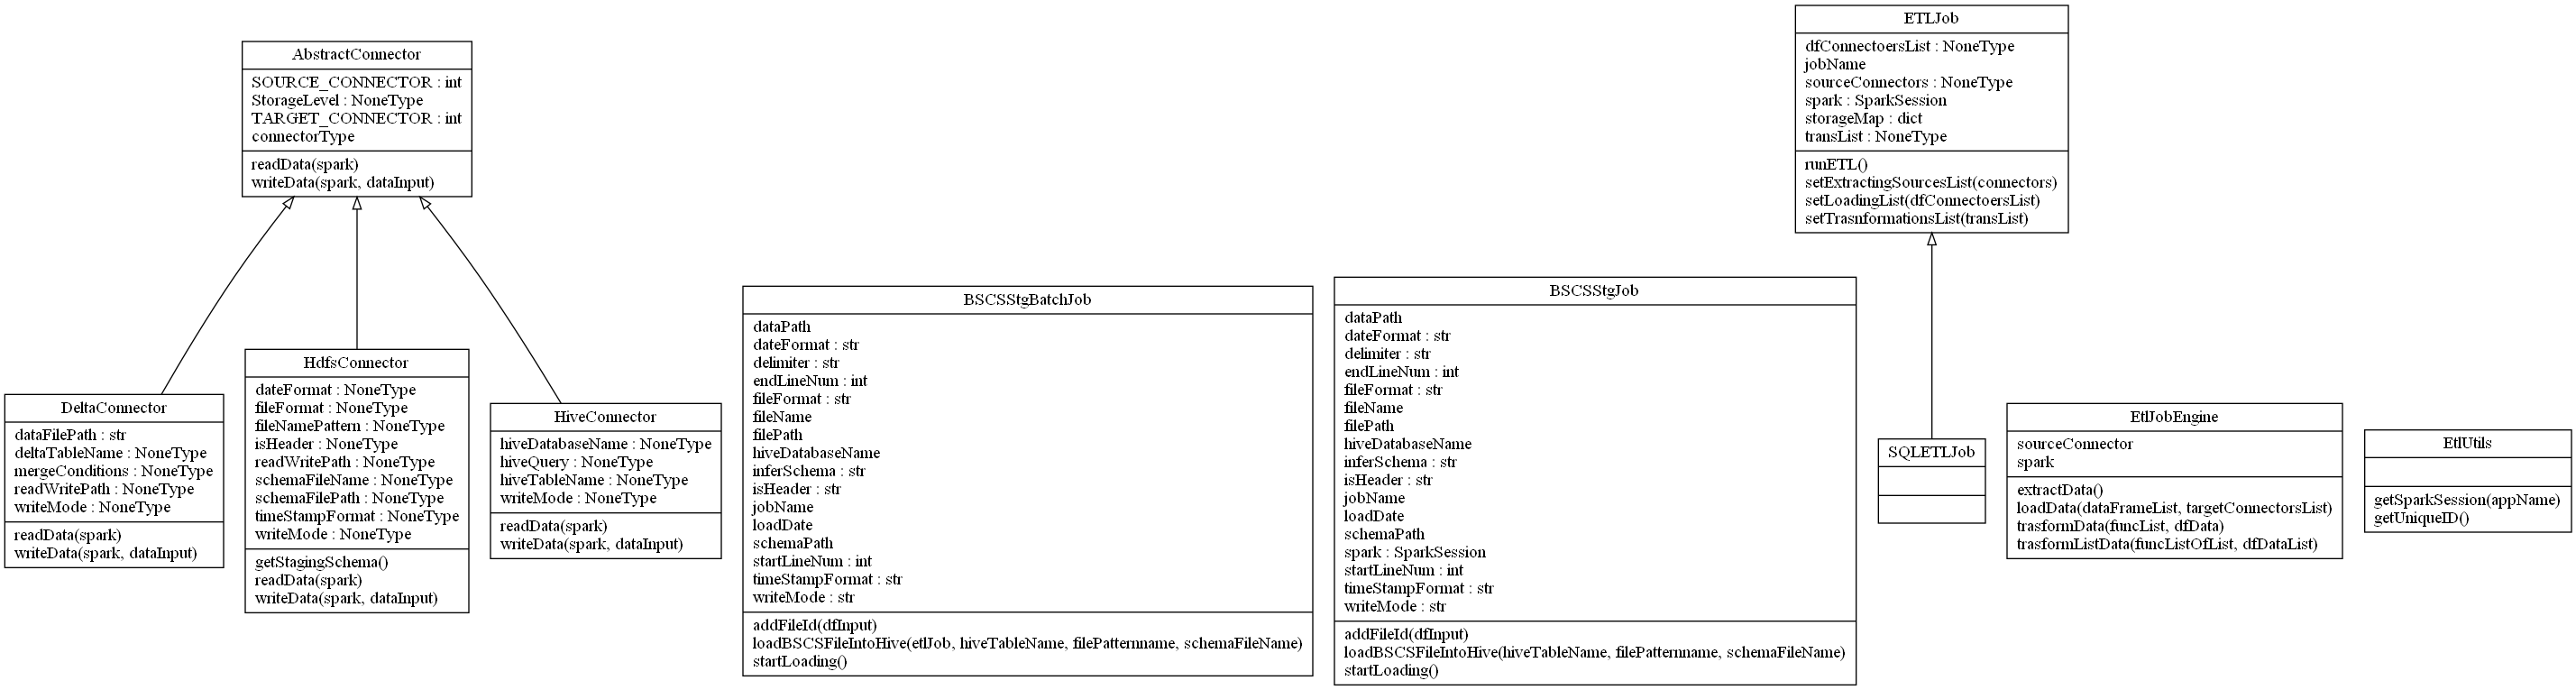 AbstractConnector
SOURCE_CONNECTOR : int
StorageLevel : NoneType
TARGET_CONNECTOR : int
connectorType
readData(spark)
writeData(spark, dataInput)
ETLJob
dfConnectoersList : NoneType
jobName
sourceConnectors : NoneType
spark : SparkSession
storageMap : dict
transList : NoneType
runETL()
setExtractingSourcesList(connectors)
setLoadingList(dfConnectoersList)
setTrasnformationsList(transList)
DeltaConnector
dataFilePath : str
deltaTableName : NoneType
mergeConditions : NoneType
readWritePath : NoneType
writeMode : NoneType
readData(spark)
writeData(spark, dataInput)
HdfsConnector
dateFormat : NoneType
fileFormat : NoneType
fileNamePattern : NoneType
isHeader : NoneType
readWritePath : NoneType
schemaFileName : NoneType
schemaFilePath : NoneType
timeStampFormat : NoneType
writeMode : NoneType
getStagingSchema()
readData(spark)
writeData(spark, dataInput)
HiveConnector
hiveDatabaseName : NoneType
hiveQuery : NoneType
hiveTableName : NoneType
writeMode : NoneType
readData(spark)
writeData(spark, dataInput)
BSCSStgBatchJob
dataPath
dateFormat : str
delimiter : str
endLineNum : int
fileFormat : str
fileName
filePath
hiveDatabaseName
inferSchema : str
isHeader : str
jobName
loadDate
schemaPath
startLineNum : int
timeStampFormat : str
writeMode : str
addFileId(dfInput)
loadBSCSFileIntoHive(etlJob, hiveTableName, filePatternname, schemaFileName)
startLoading()
BSCSStgJob
dataPath
dateFormat : str
delimiter : str
endLineNum : int
fileFormat : str
fileName
filePath
hiveDatabaseName
inferSchema : str
isHeader : str
jobName
loadDate
schemaPath
spark : SparkSession
startLineNum : int
timeStampFormat : str
writeMode : str
addFileId(dfInput)
loadBSCSFileIntoHive(hiveTableName, filePatternname, schemaFileName)
startLoading()
SQLETLJob
EtlJobEngine
sourceConnector
spark
extractData()
loadData(dataFrameList, targetConnectorsList)
trasformData(funcList, dfData)
trasformListData(funcListOfList, dfDataList)
EtlUtils
getSparkSession(appName)
getUniqueID()